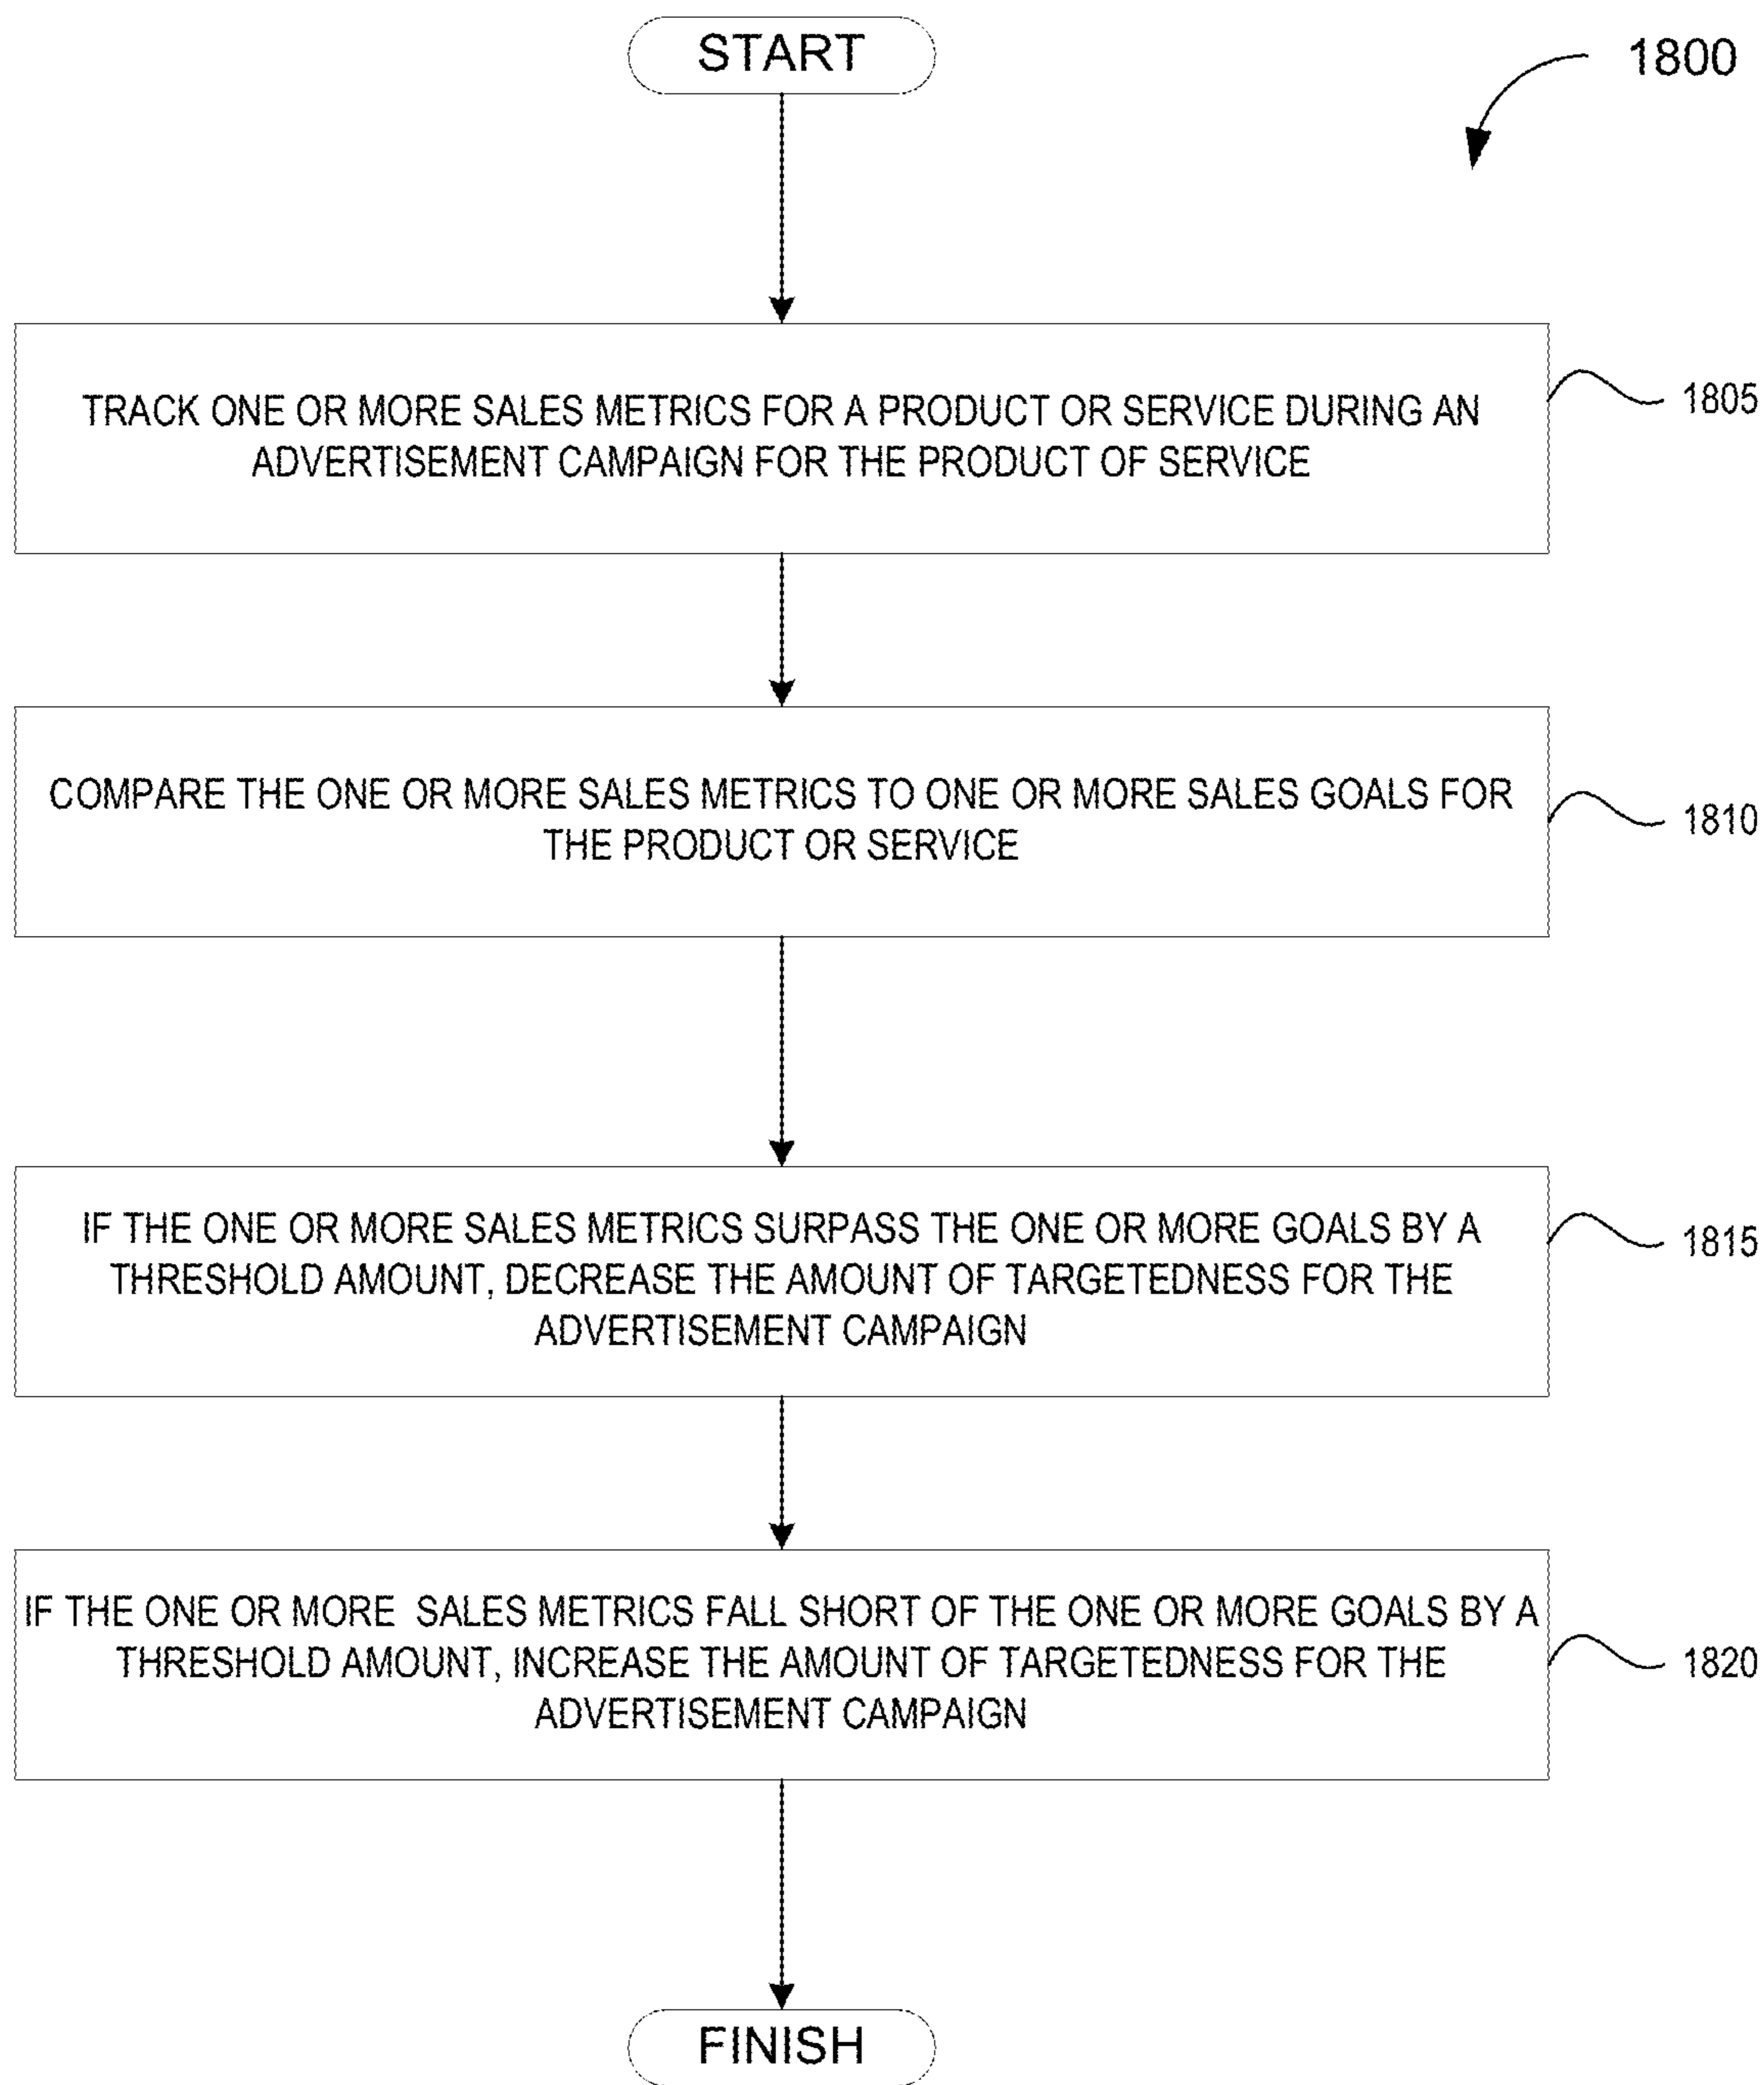 START
1800
TRACK ONE OR MORE SALES METRICS FOR A PRODUCT OR SERVICE DURING AN
ADVERTISEMENT CAMPAIGN FOR THE PRODUCT OF SERVICE
1805
COMPARE THE ONE OR MORE SALES METRICS TO ONE OR MORE SALES GOALS FOR
THE PRODUCT OR SERVICE
1810
IF THE ONE OR MORE SALES METRICS SURPASS THE ONE OR MORE GOALS BY A
THRESHOLD AMOUNT, DECREASE THE AMOUNT OF TARGETEDNESS FOR THE
ADVERTISEMENT CAMPAIGN
1815
IF THE ONE OR MORE SALES METRICS FALL SHORT OF THE ONE OR MORE GOALS BY A
THRESHOLD AMOUNT, INCREASE THE AMOUNT OF TARGETEDNESS FOR THE
ADVERTISEMENT CAMPAIGN
1820
FINISH